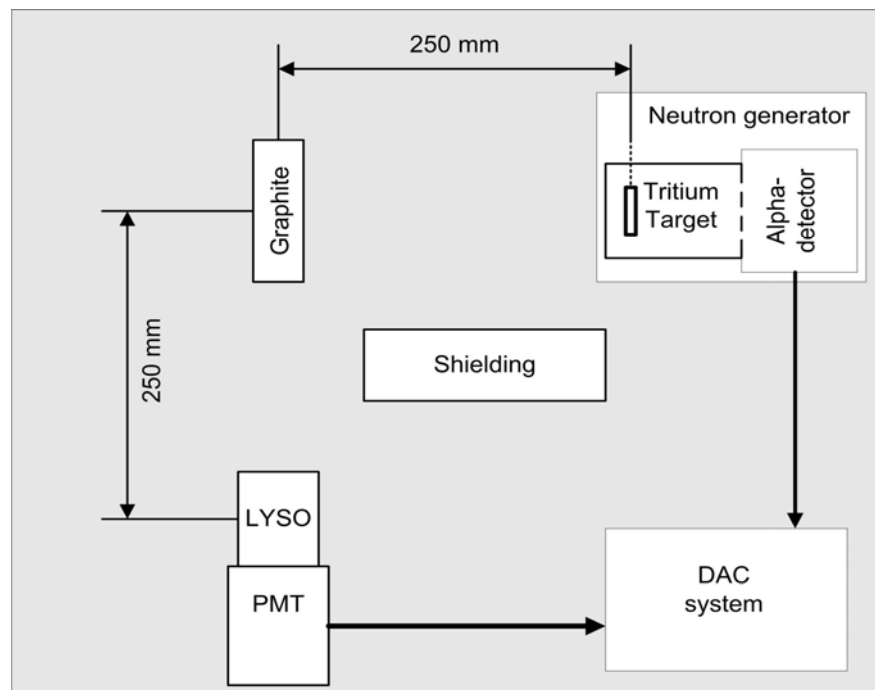 250 mm
Neutron generator
Graphite
Tritium
Target
Alpha-
detector
250 mm
Shielding
LYSO
PMT
DAC
system